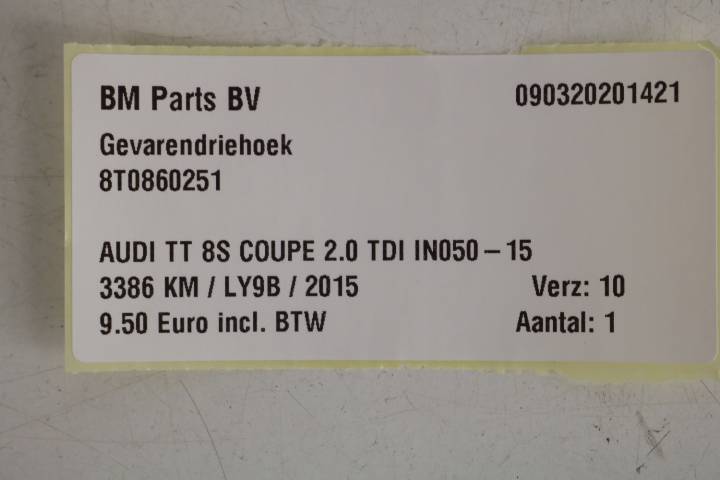 BM Parts BV 090320201421
Gevarendriehoek
8T0860251
AUDI TT 8S COUPE 2.0 TDI IN050 – 15
3386 KM / LY9B / 2015 Verz: 10
9.50 Euro incl. BTW Aantal: 1